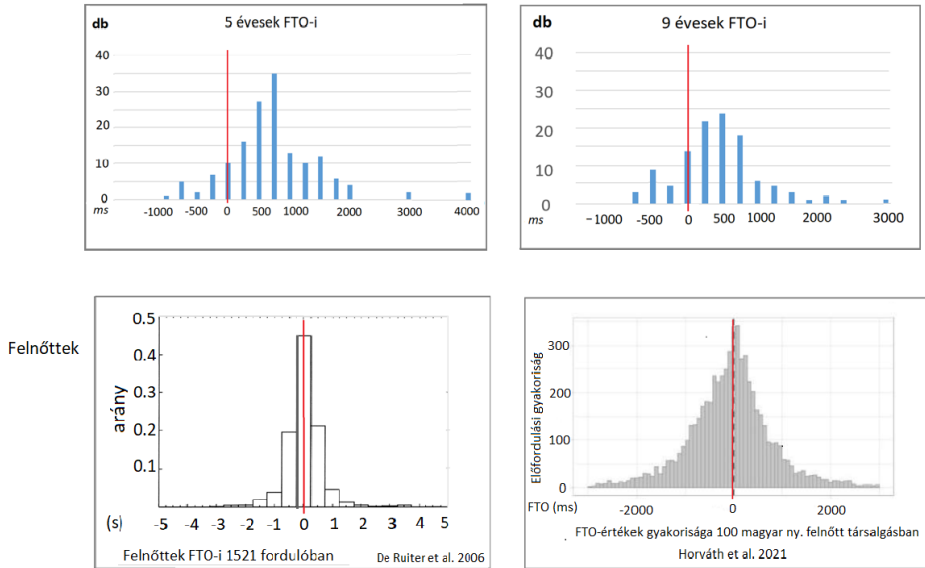 db 5 évesek FTO-i
40
30
20
10
0
ms -1000 -500 0 500 1000 2000 3000 4000
db 9 évesek FTO-i
40
30
20
10
0
ms −1000 -500 0 500 1000 2000 3000
Felnőttek
0.5
0.4
0.3
0.2
0.1
arány
(s) -5 -4 -3 -2 -1 0 1 2 3 4 5
Felnőttek FTO-i 1521 fordulóban De Ruiter et al. 2006
Előfordulási gyakoriság
300
200
100
0
FTO (ms) -2000 0 2000
FTO-értékek gyakorisága 100 magyar ny. felnőtt társalgásban
Horváth et al. 2021